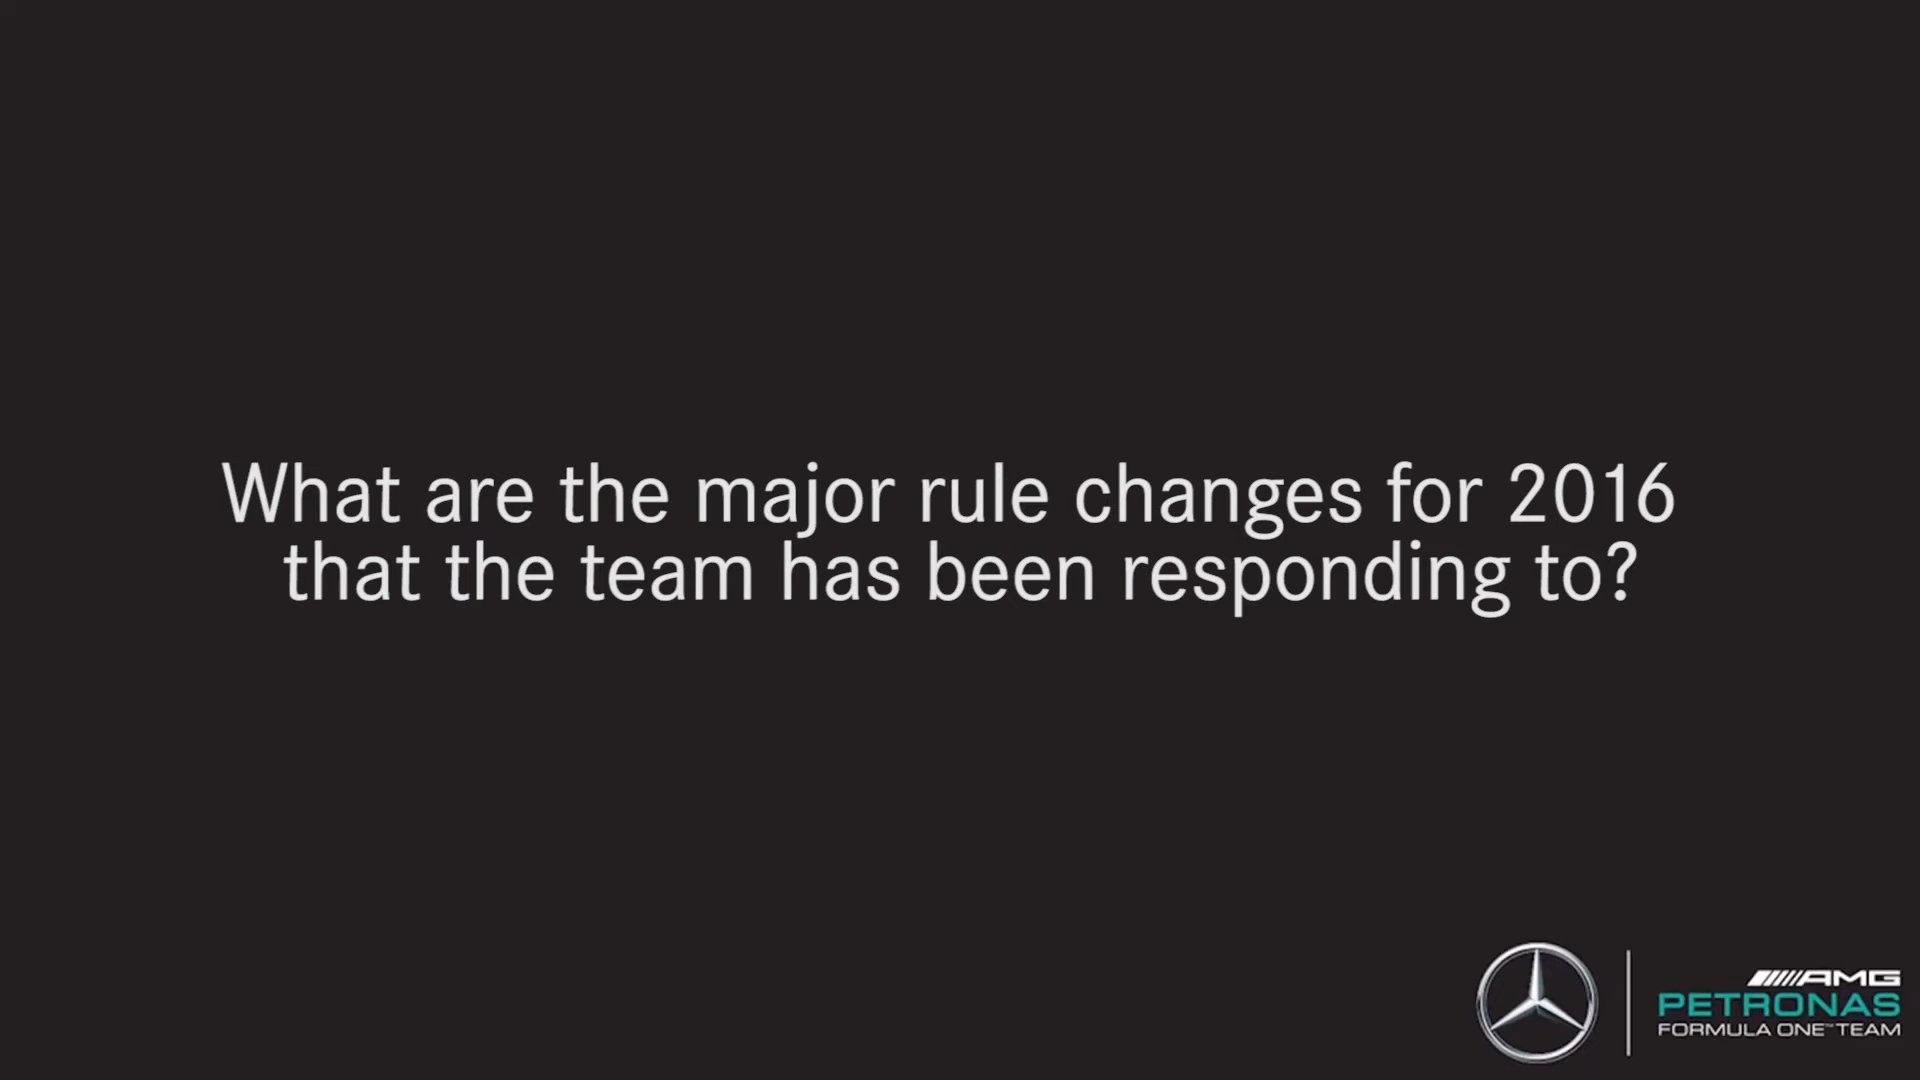 What are the major rule changes for 2016
that the team has been responding to?
AMG
PETRONAS
FORMULA ONE™ TEAM